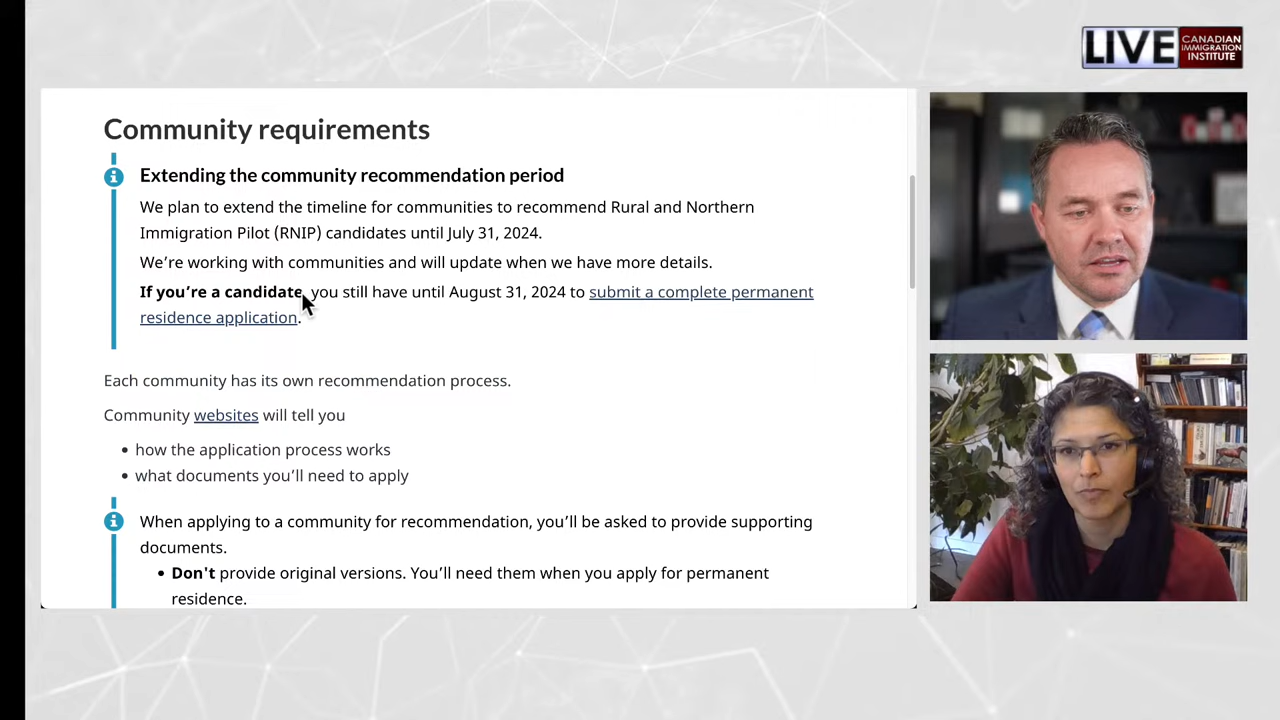 LIVE CANADIAN IMMIGRATION INSTITUTE
Community requirements
Extending the community recommendation period
We plan to extend the timeline for communities to recommend Rural and Northern
Immigration Pilot (RNIP) candidates until July 31, 2024.
We’re working with communities and will update when we have more details.
If you’re a candidate, you still have until August 31, 2024 to submit a complete permanent
residence application.
Each community has its own recommendation process.
Community websites will tell you
• how the application process works
• what documents you’ll need to apply
When applying to a community for recommendation, you’ll be asked to provide supporting
documents.
• Don't provide original versions. You’ll need them when you apply for permanent
residence.